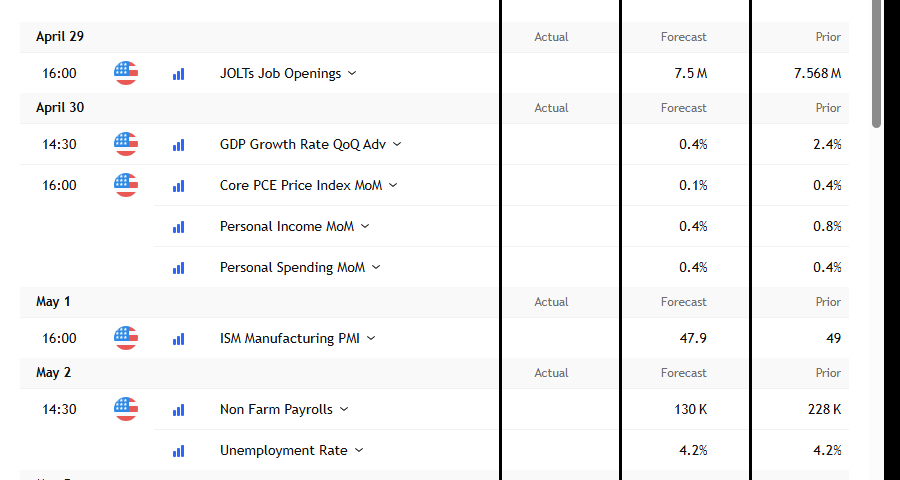 April 29 Actual Forecast Prior
16:00 JOLTs Job Openings 7.5 M 7.568 M
April 30 Actual Forecast Prior
14:30 GDP Growth Rate QoQ Adv 0.4% 2.4%
16:00 Core PCE Price Index MoM 0.1% 0.4%
Personal Income MoM 0.4% 0.8%
Personal Spending MoM 0.4% 0.4%
May 1 Actual Forecast Prior
16:00 ISM Manufacturing PMI 47.9 49
May 2 Actual Forecast Prior
14:30 Non Farm Payrolls 130 K 228 K
Unemployment Rate 4.2% 4.2%